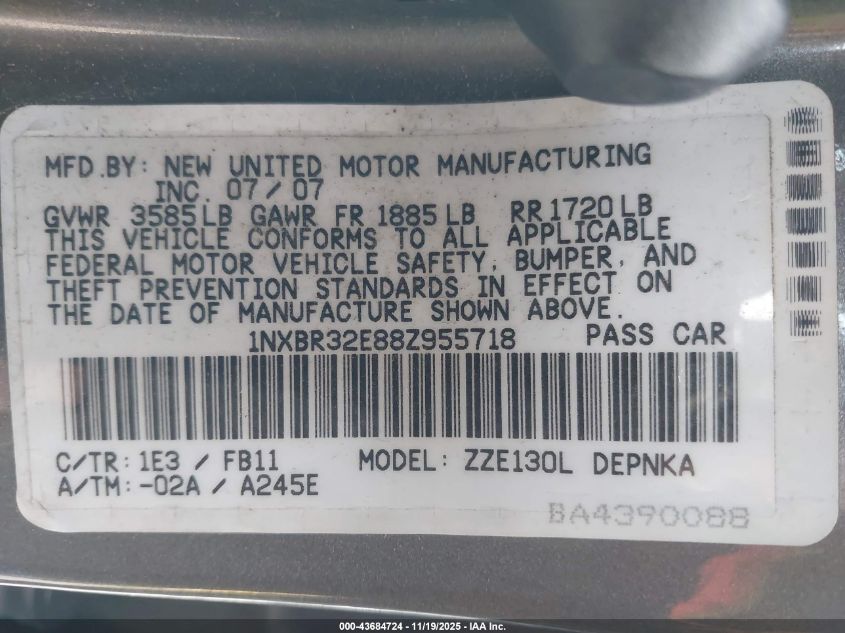 MFD.BY: NEW UNITED MOTOR MANUFACTURING
INC. 07/07
GVWR 3585LB GAWR FR 1885LB RR1720LB
THIS VEHICLE CONFORMS TO ALL APPLICABLE
FEDERAL MOTOR VEHICLE SAFETY, BUMPER, AND
THEFT PREVENTION STANDARDS IN EFFECT ON
THE DATE OF MANUFACTURE SHOWN ABOVE.
1NXBR32E88Z955718 PASS CAR
C/TR: 1E3 / FB11 MODEL: ZZE130L DEPNKA
A/TM: -02A / A245E
BA4390088
000-43684724 - 11/19/2025 - IAA Inc.